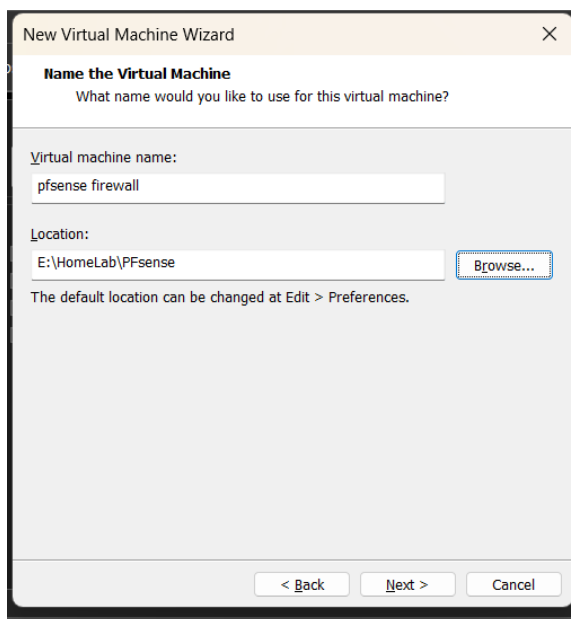 New Virtual Machine Wizard
Name the Virtual Machine
What name would you like to use for this virtual machine?
Virtual machine name:
pfsense firewall
Location:
E:\HomeLab\PFsense
Browse...
The default location can be changed at Edit > Preferences.
< Back
Next >
Cancel